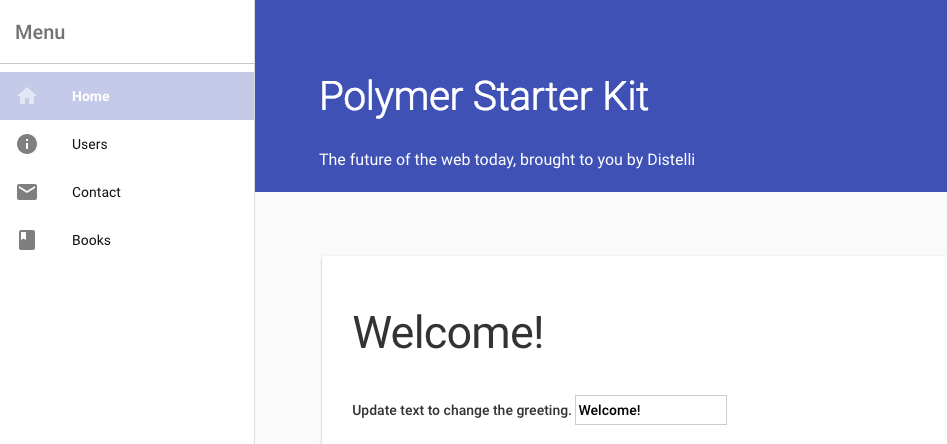 Menu
Home
Users
Contact
Books
Polymer Starter Kit
The future of the web today, brought to you by Distelli
Welcome!
Update text to change the greeting. Welcome!